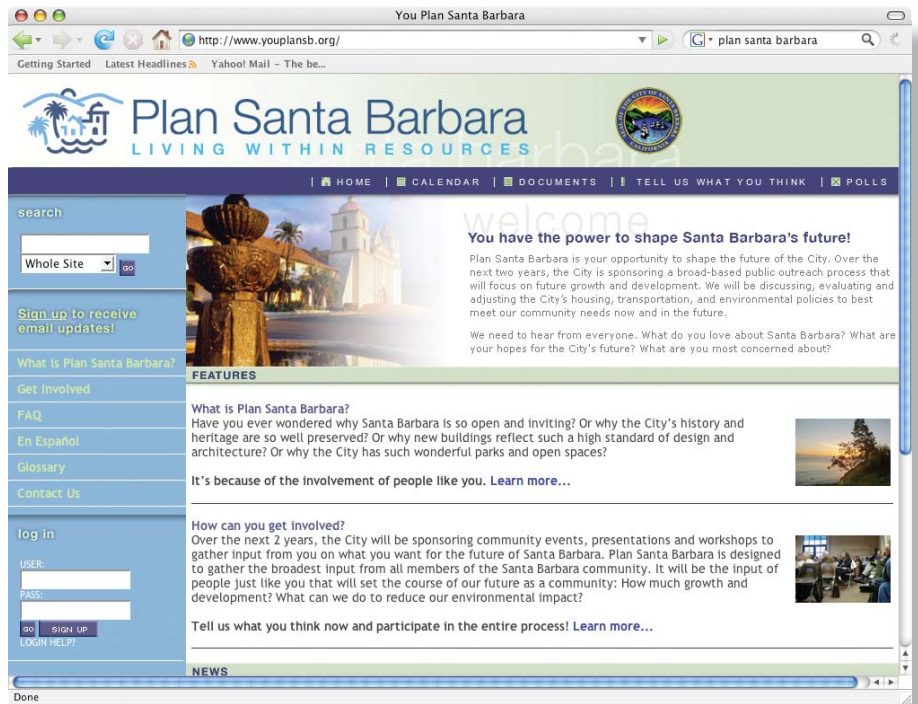 You Plan Santa Barbara
http://www.youplansb.org/
plan santa barbara
Getting Started Latest Headlines Yahoo! Mail – The be...
Plan Santa Barbara
LIVING WITHIN RESOURCES
HOME | CALENDAR | DOCUMENTS | TELL US WHAT YOU THINK | POLLS
search
Whole Site
GO
Sign up to receive
email updates!
What is Plan Santa Barbara?
Get Involved
FAQ
En Español
Glossary
Contact Us
log in
USER:
PASS:
GO SIGN UP
LOGIN HELP?
welcome
You have the power to shape Santa Barbara's future!
Plan Santa Barbara is your opportunity to shape the future of the City. Over the
next two years, the City is sponsoring a broad-based public outreach process that
will focus on future growth and development. We will be discussing, evaluating and
adjusting the City's housing, transportation, and environmental policies to best
meet our community needs now and in the future.
We need to hear from everyone. What do you love about Santa Barbara? What are
your hopes for the City's future? What are you most concerned about?
FEATURES
What is Plan Santa Barbara?
Have you ever wondered why Santa Barbara is so open and inviting? Or why the City's history and
heritage are so well preserved? Or why new buildings reflect such a high standard of design and
architecture? Or why the City has such wonderful parks and open spaces?
It's because of the involvement of people like you. Learn more...
How can you get involved?
Over the next 2 years, the City will be sponsoring community events, presentations and workshops to
gather input from you on what you want for the future of Santa Barbara. Plan Santa Barbara is designed
to gather the broadest input from all members of the Santa Barbara community. It will be the input of
people just like you that will set the course of our future as a community: How much growth and
development? What can we do to reduce our environmental impact?
Tell us what you think now and participate in the entire process! Learn more...
NEWS
Done